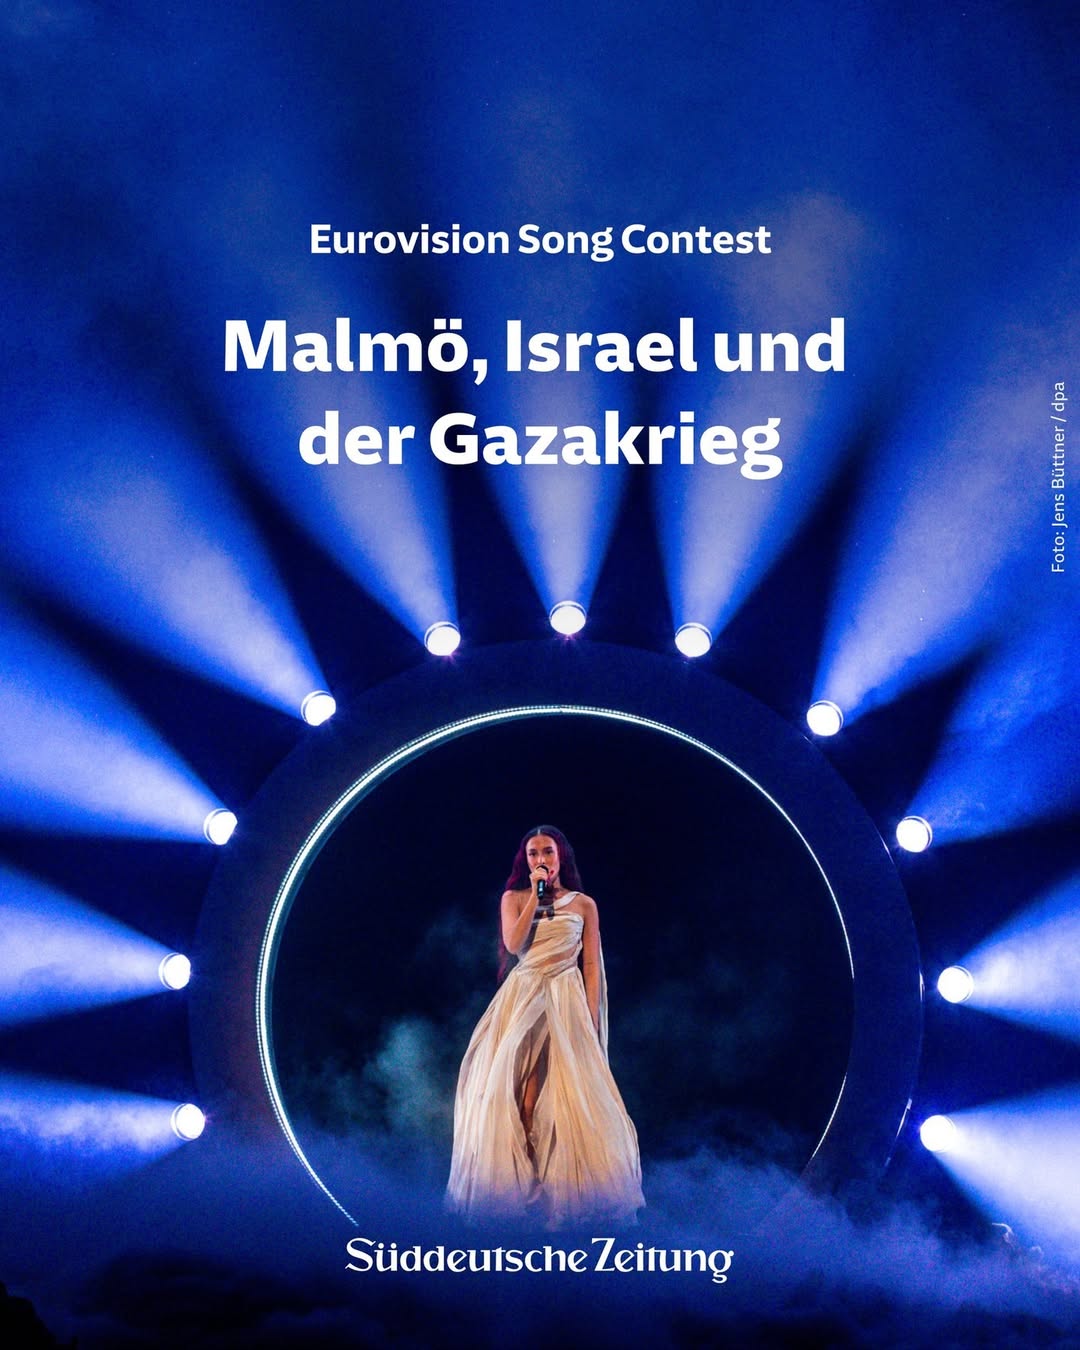 Eurovision Song Contest
Malmö, Israel und
der Gazakrieg
Foto: Jens Büttner / dpa
Süddeutsche Zeitung